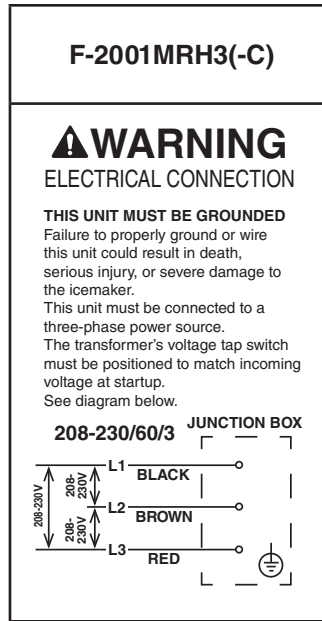 F-2001MRH3(-C)
WARNING
ELECTRICAL CONNECTION
THIS UNIT MUST BE GROUNDED
Failure to properly ground or wire
this unit could result in death,
serious injury, or severe damage to
the icemaker.
This unit must be connected to a
three-phase power source.
The transformer's voltage tap switch
must be positioned to match incoming
voltage at startup.
See diagram below.
208-230/60/3
JUNCTION BOX
L1
BLACK
208-230V
208-
230V
L2
BROWN
208-
230V
L3
RED